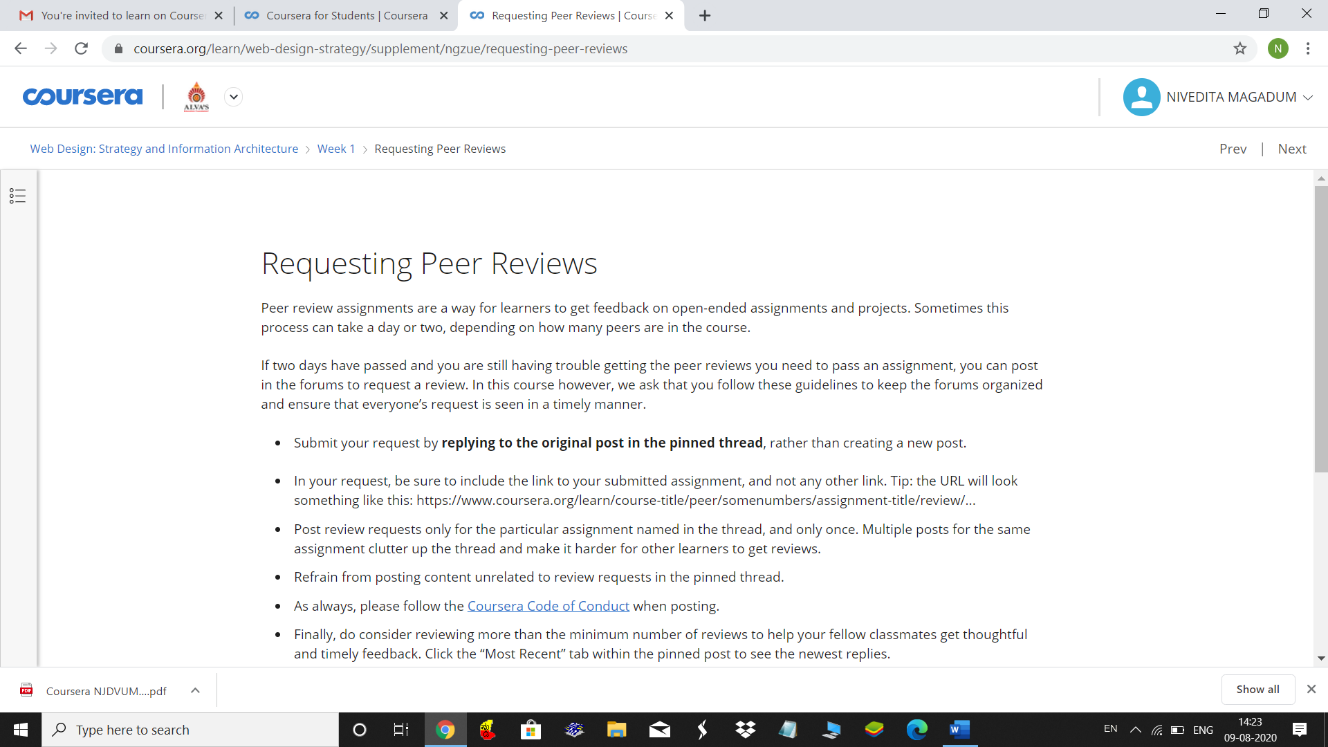 You're invited to learn on Course
Coursera for Students | Coursera
Requesting Peer Reviews | Course
coursera.org/learn/web-design-strategy/supplement/ngzue/requesting-peer-reviews
N
coursera
ALVA'S
NIVEDITA MAGADUM
Web Design: Strategy and Information Architecture > Week 1 > Requesting Peer Reviews
Prev | Next
Requesting Peer Reviews
Peer review assignments are a way for learners to get feedback on open-ended assignments and projects. Sometimes this
process can take a day or two, depending on how many peers are in the course.
If two days have passed and you are still having trouble getting the peer reviews you need to pass an assignment, you can post
in the forums to request a review. In this course however, we ask that you follow these guidelines to keep the forums organized
and ensure that everyone's request is seen in a timely manner.
• Submit your request by replying to the original post in the pinned thread, rather than creating a new post.
• In your request, be sure to include the link to your submitted assignment, and not any other link. Tip: the URL will look
something like this: https://www.coursera.org/learn/course-title/peer/somenumbers/assignment-title/review/...
• Post review requests only for the particular assignment named in the thread, and only once. Multiple posts for the same
assignment clutter up the thread and make it harder for other learners to get reviews.
• Refrain from posting content unrelated to review requests in the pinned thread.
• As always, please follow the Coursera Code of Conduct when posting.
• Finally, do consider reviewing more than the minimum number of reviews to help your fellow classmates get thoughtful
and timely feedback. Click the "Most Recent" tab within the pinned post to see the newest replies.
PDF
Coursera NJDVUM....pdf
Show all
Type here to search
EN
ENG
14:23
09-08-2020